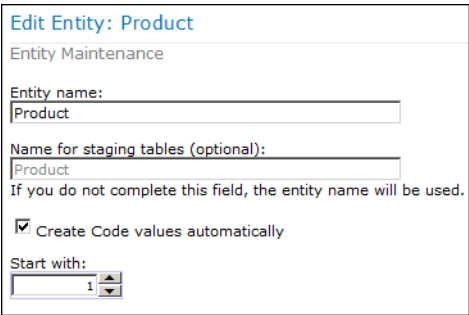 Edit Entity: Product
Entity Maintenance
Entity name:
Product
Name for staging tables (optional):
Product
If you do not complete this field, the entity name will be used.
Create Code values automatically
Start with:
1